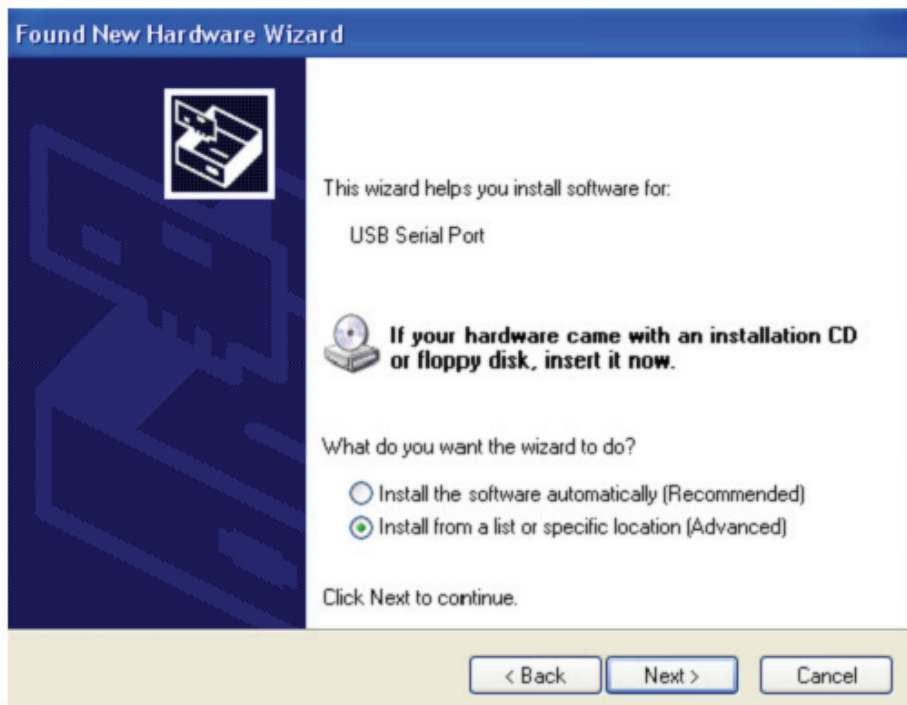 Found New Hardware Wizard
This wizard helps you install software for:
USB Serial Port
If your hardware came with an installation CD
or floppy disk, insert it now.
What do you want the wizard to do?
Install the software automatically (Recommended)
Install from a list or specific location (Advanced)
Click Next to continue.
< Back Next > Cancel